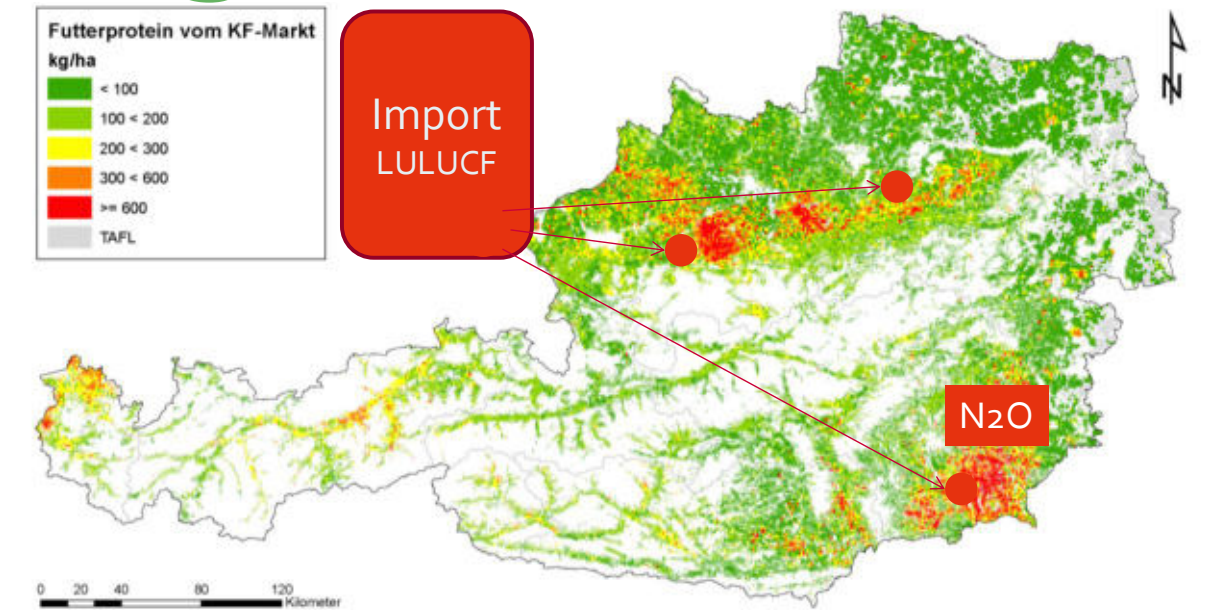 Futterprotein vom KF-Markt
kg/ha
< 100
100 < 200
200 < 300
300 < 600
>= 600
TAFL
Import
LULUCF
N
N2O
0 20 40 80 120
Kilometer